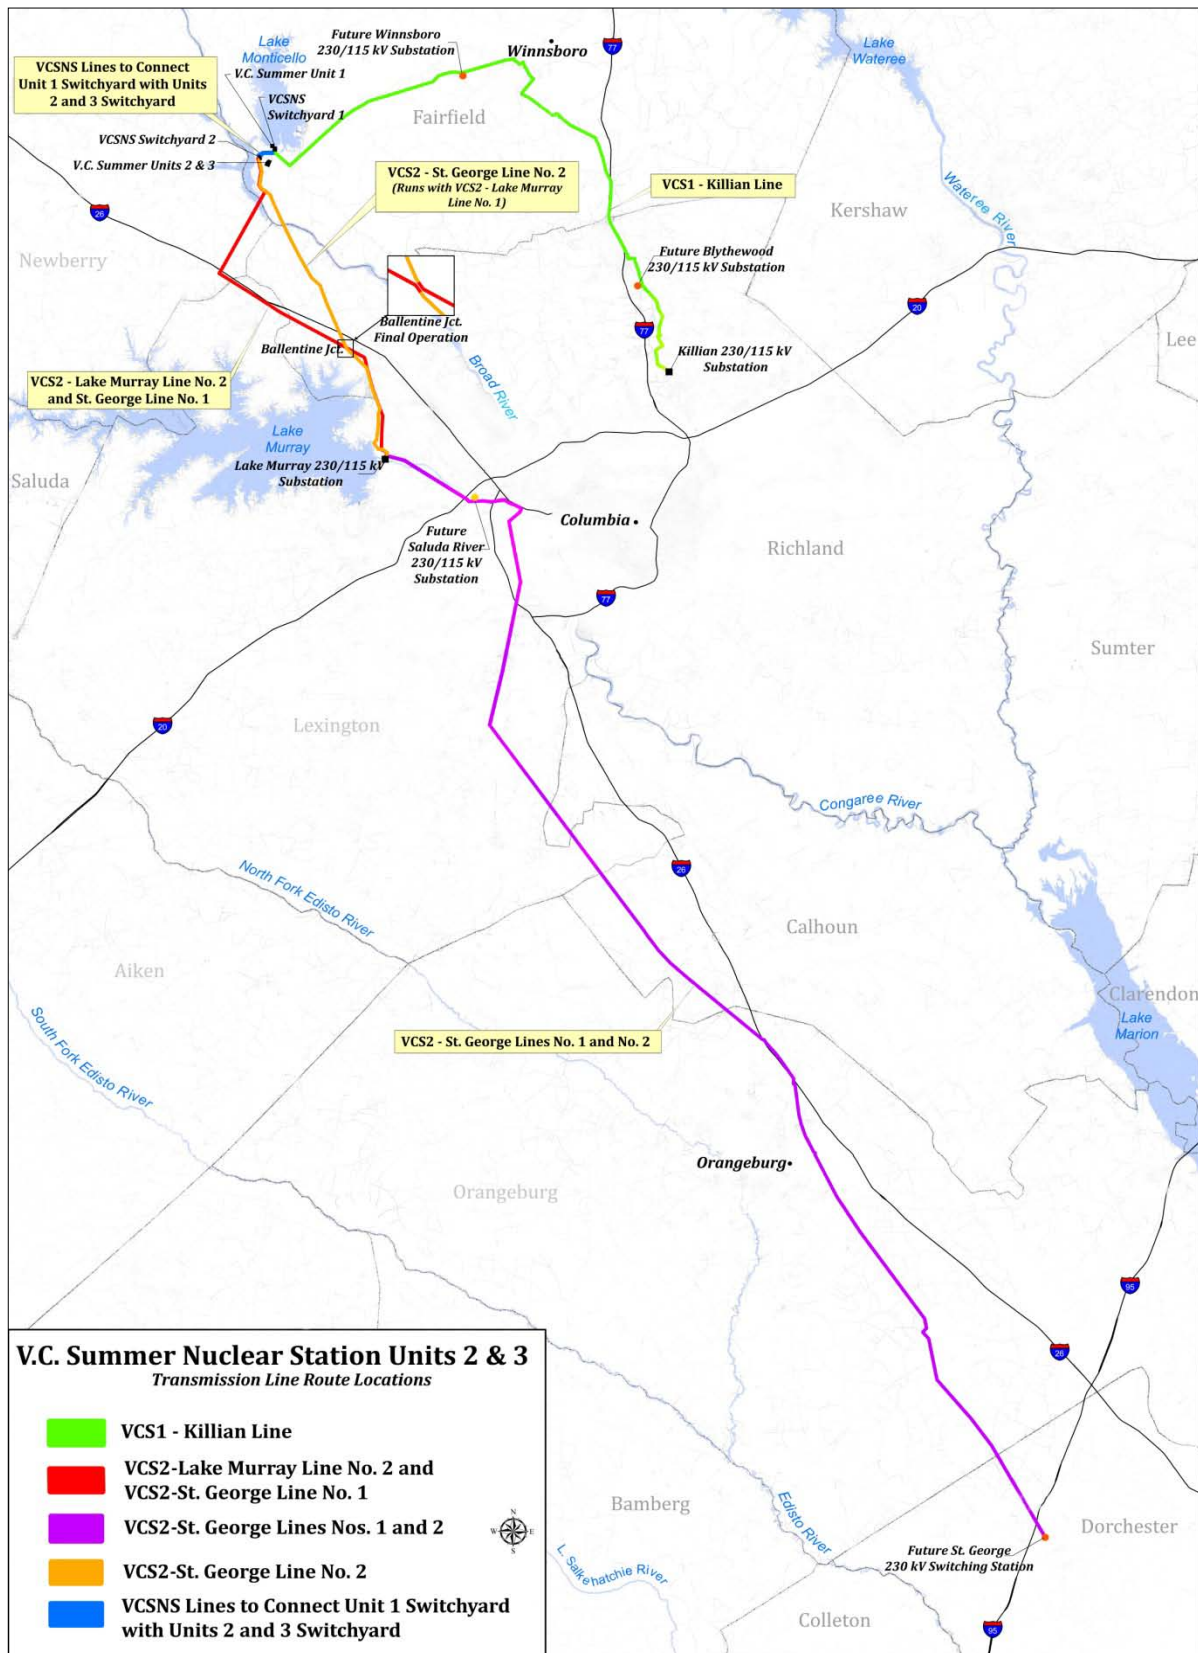 Lake
Monticello
V.C. Summer Unit 1
Future Winnsboro
230/115 kV Substation
Winnsboro
77
Lake
Wateree
VCSNS Lines to Connect
Unit 1 Switchyard with Units
2 and 3 Switchyard
VCSNS
Switchyard 1
Fairfield
VCSNS Switchyard 2
V.C. Summer Units 2 & 3
VCS2 - St. George Line No. 2
(Runs with VCS2 - Lake Murray
Line No. 1)
VCS1 - Killian Line
Kershaw
Wateree River
26
Newberry
Future Blythewood
230/115 kV Substation
20
77
Ballentine Jct.
Final Operation
Ballentine Jct.
Broad River
Killian 230/115 kV
Substation
Lee
VCS2 - Lake Murray Line No. 2
and St. George Line No. 1
Lake
Murray
Lake Murray 230/115 kV
Substation
Saluda
Columbia
Future
Saluda River
230/115 kV
Substation
Richland
77
Sumter
20
Lexington
Congaree River
26
North Fork Edisto River
Calhoun
Aiken
Clarendon
Lake
Marion
South Fork Edisto River
VCS2 - St. George Lines No. 1 and No. 2
Orangeburg
Orangeburg
95
26
V.C. Summer Nuclear Station Units 2 & 3
Transmission Line Route Locations
VCS1 - Killian Line
VCS2-Lake Murray Line No. 2 and
VCS2-St. George Line No. 1
VCS2-St. George Lines Nos. 1 and 2
VCS2-St. George Line No. 2
VCSNS Lines to Connect Unit 1 Switchyard
with Units 2 and 3 Switchyard
N
W
E
S
Bamberg
Edisto River
Dorchester
Future St. George
230 kV Switching Station
L. Salkehatchie River
Colleton
95